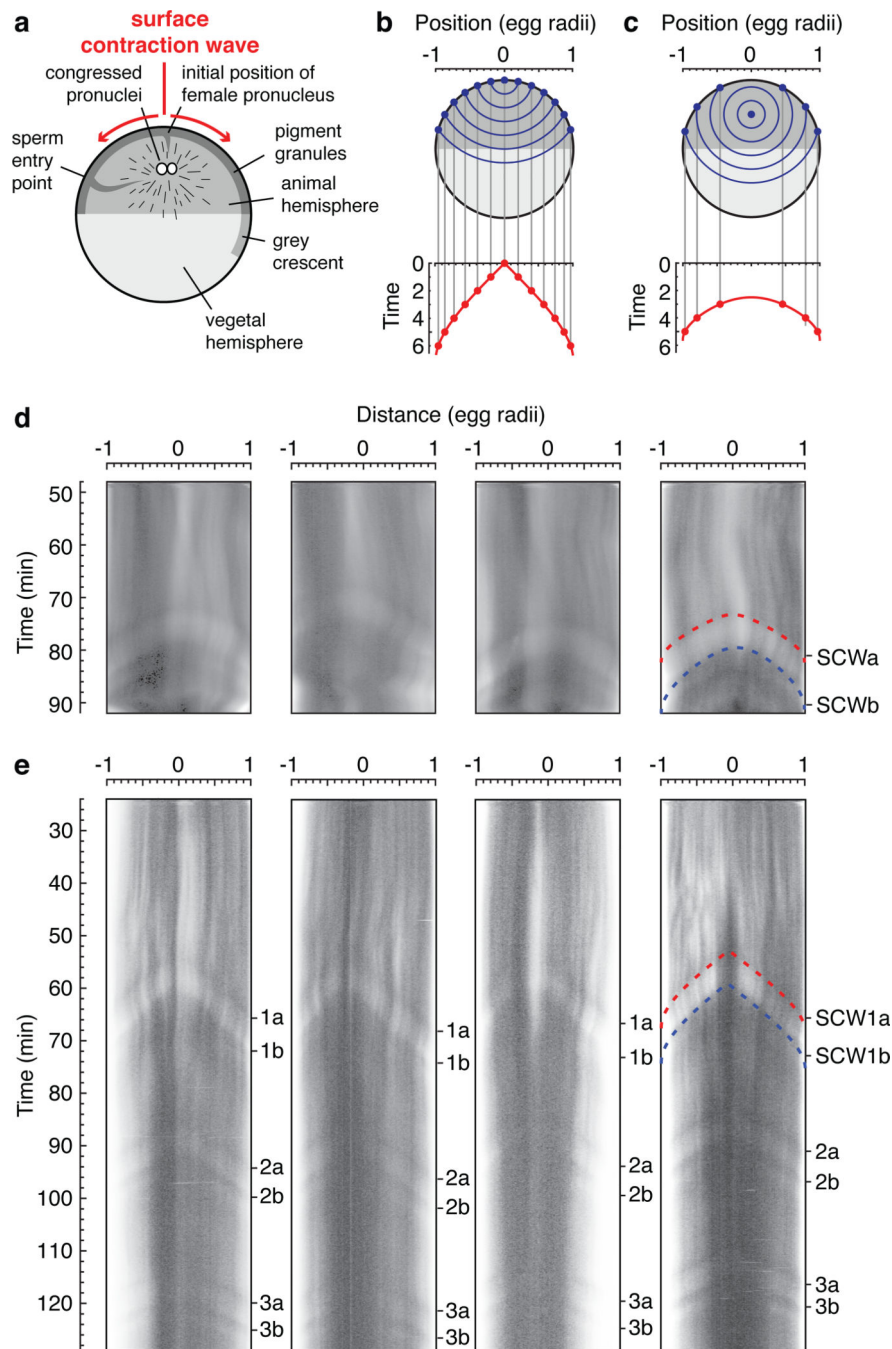 a
surface
contraction wave
congressed
pronuclei
initial position of
female pronucleus
sperm
entry
point
pigment
granules
animal
hemisphere
grey
crescent
vegetal
hemisphere
b
Position (egg radii)
-1 0 1
0
2
4
6
Time
c
Position (egg radii)
-1 0 1
0
2
4
6
Time
d
Distance (egg radii)
-1 0 1
-1 0 1
-1 0 1
-1 0 1
50
60
70
80
90
Time (min)
SCWa
SCWb
e
-1 0 1
-1 0 1
-1 0 1
-1 0 1
30
40
50
60
70
80
90
100
110
120
Time (min)
1a
1b
2a
2b
3a
3b
1a
1b
2a
2b
3a
3b
1a
1b
2a
2b
3a
3b
SCW1a
SCW1b
2a
2b
3a
3b